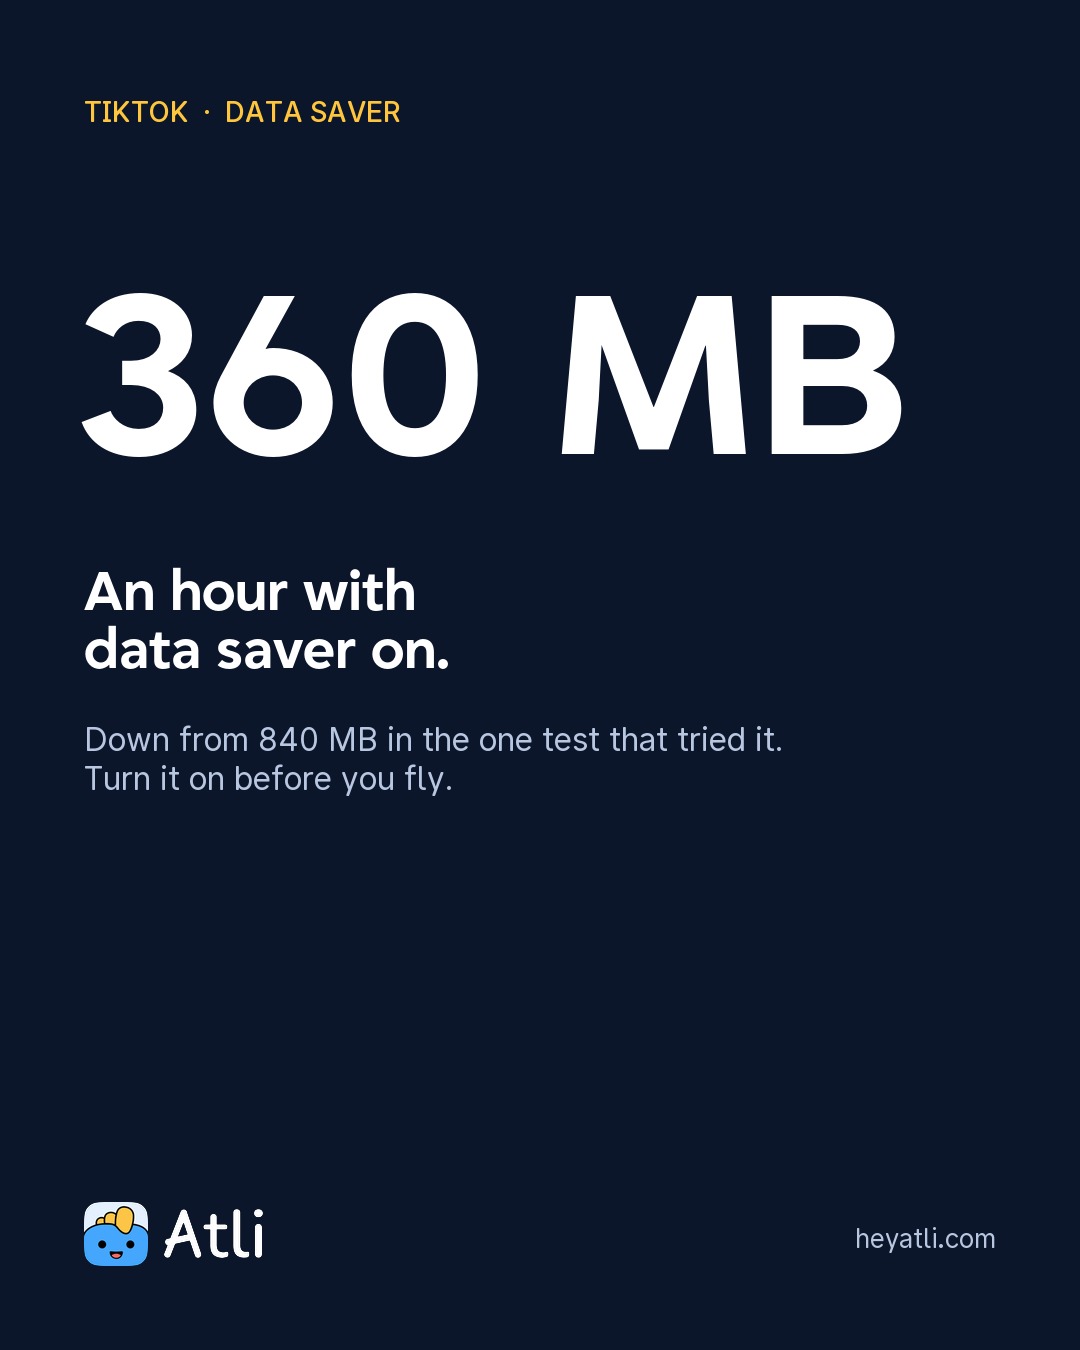 TIKTOK · DATA SAVER
360 MB
An hour with
data saver on.
Down from 840 MB in the one test that tried it.
Turn it on before you fly.
Atli
heyatli.com